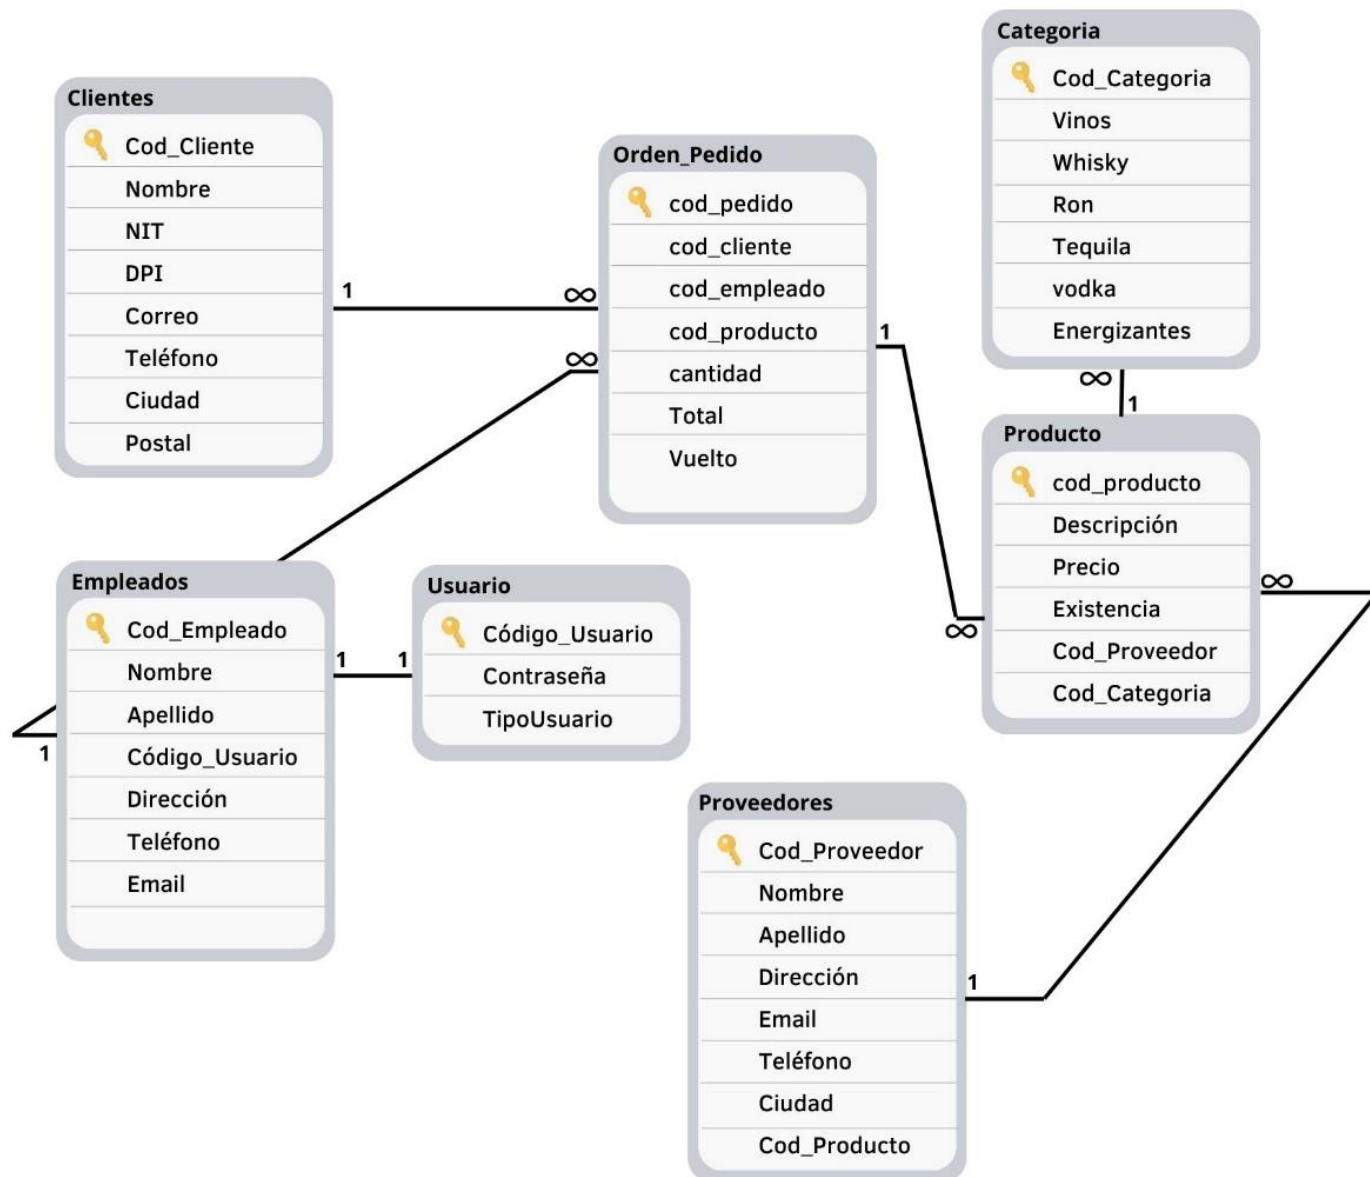 Clientes
Cod_Cliente
Nombre
NIT
DPI
Correo
Teléfono
Ciudad
Postal
1
∞
Orden_Pedido
cod_pedido
cod_cliente
cod_empleado
cod_producto
cantidad
Total
Vuelto
∞
1
∞
Categoria
Cod_Categoria
Vinos
Whisky
Ron
Tequila
vodka
Energizantes
∞
1
Producto
cod_producto
Descripción
Precio
Existencia
Cod_Proveedor
Cod_Categoria
∞
Empleados
Cod_Empleado
Nombre
Apellido
Código_Usuario
Dirección
Teléfono
Email
1
1
1
Usuario
Código_Usuario
Contraseña
TipoUsuario
Proveedores
Cod_Proveedor
Nombre
Apellido
Dirección
Email
Teléfono
Ciudad
Cod_Producto
1